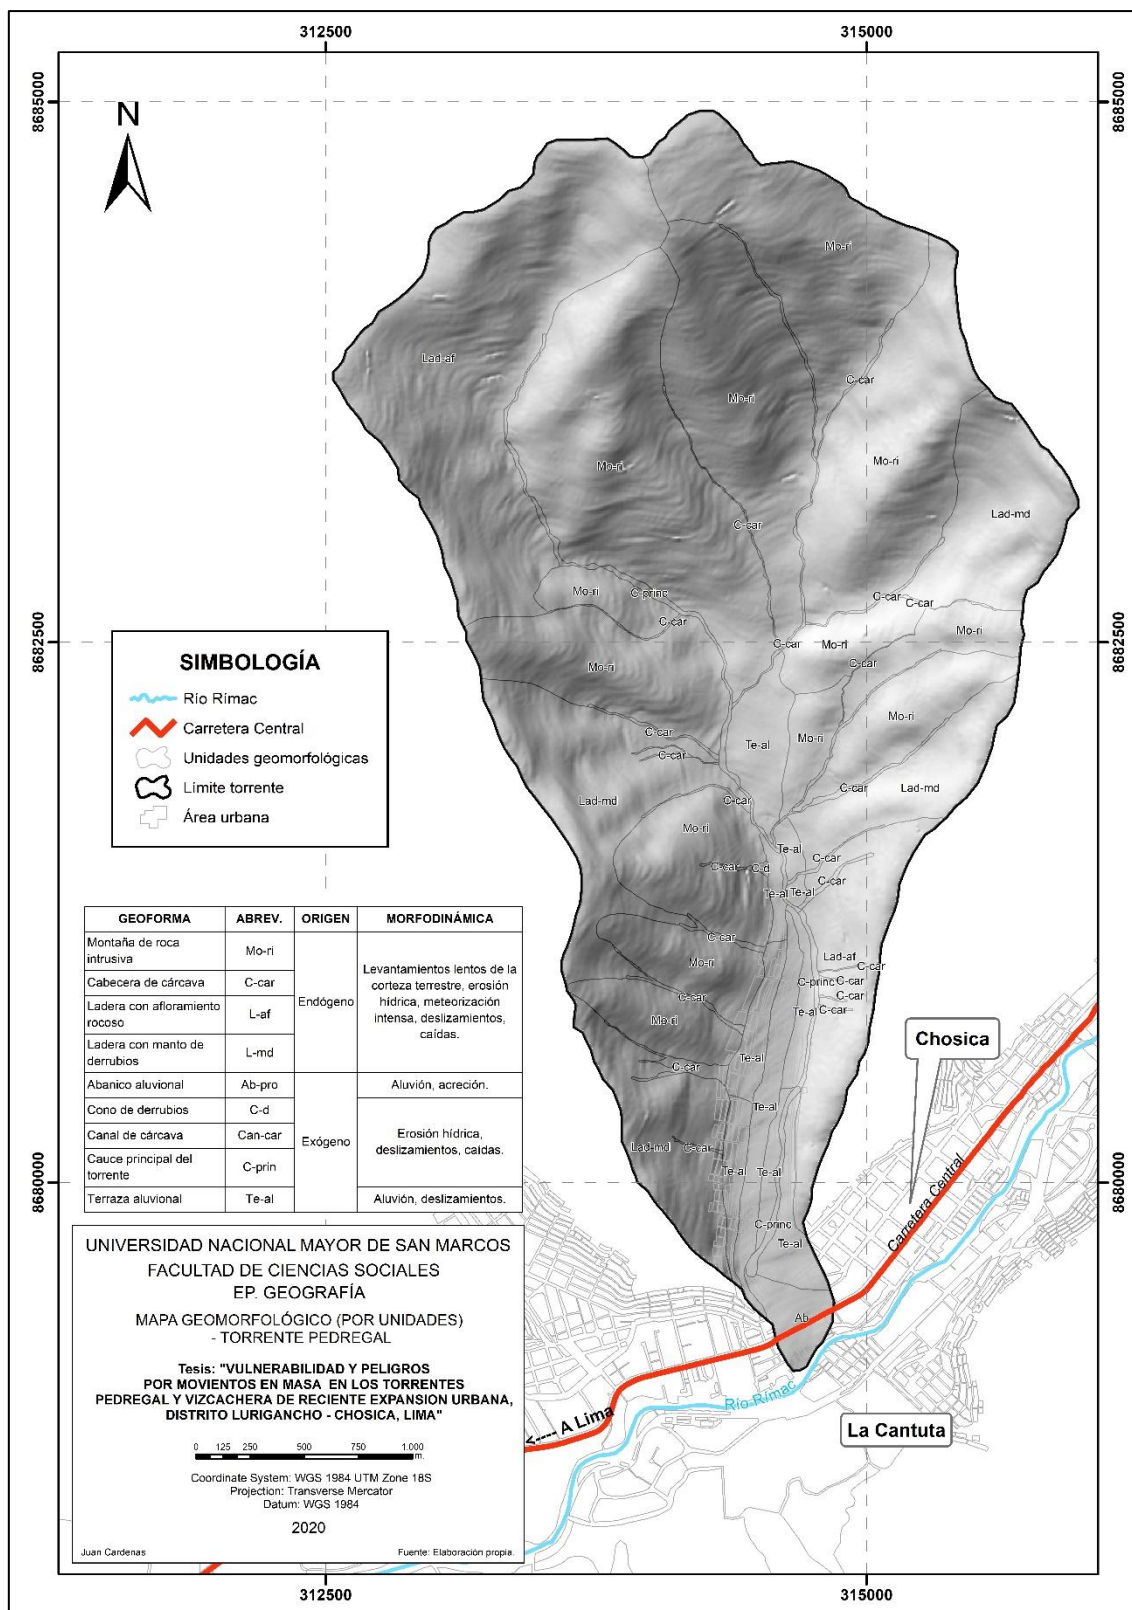 312500
315000
8685000
8685000
N
Mo-ri
Lad-af
C-car
Mo-ri
Mo-ri
Mo-ri
Lad-md
C-car
Mo-ri
C-princ
C-car
C-car
C-car
Mo-ri
8682500
8682500
C-car
Mo-ri
C-car
Mo-ri
Mo-ri
C-car
Te-al
Mo-ri
C-car
Lad-md
C-car
C-car
Lad-md
Mo-ri
Te-al
C-car
C-car
C-d
C-car
Te-al
Te-al
C-car
Mo-ri
Lad-af
C-car
C-princ
C-car
C-car
C-car
Te-al
C-car
Mo-ri
Te-al
C-car
Te-al
Lad-md
C-car
Te-al
Te-al
C-princ
Te-al
Ab
SIMBOLOGÍA
Río Rímac
Carretera Central
Unidades geomorfológicas
Límite torrente
Área urbana
GEOFORMA ABREV. ORIGEN MORFODINÁMICA
Montaña de roca
intrusiva
Mo-ri
Cabecera de cárcava C-car
Ladera con afloramiento
rocoso
L-af
Ladera con manto de
derrubios
L-md
Endógeno
Levantamientos lentos de la
corteza terrestre, erosión
hídrica, meteorización
intensa, deslizamientos,
caídas.
Abanico aluvional Ab-pro
Aluvión, acreción.
Cono de derrubios C-d
Canal de cárcava Can-car
Cauce principal del
torrente
C-prin
Exógeno
Erosión hídrica,
deslizamientos, caídas.
Terraza aluvional Te-al
Aluvión, deslizamientos.
Chosica
Carretera Central
8680000
8680000
Río Rímac
A Lima
La Cantuta
UNIVERSIDAD NACIONAL MAYOR DE SAN MARCOS
FACULTAD DE CIENCIAS SOCIALES
EP. GEOGRAFÍA
MAPA GEOMORFOLÓGICO (POR UNIDADES)
- TORRENTE PEDREGAL
Tesis: "VULNERABILIDAD Y PELIGROS
POR MOVIENTOS EN MASA EN LOS TORRENTES
PEDREGAL Y VIZCACHERA DE RECIENTE EXPANSION URBANA,
DISTRITO LURIGANCHO - CHOSICA, LIMA"
0 125 250 500 750 1.000
m.
Coordinate System: WGS 1984 UTM Zone 18S
Projection: Transverse Mercator
Datum: WGS 1984
2020
Juan Cardenas
Fuente: Elaboración propia.
312500
315000